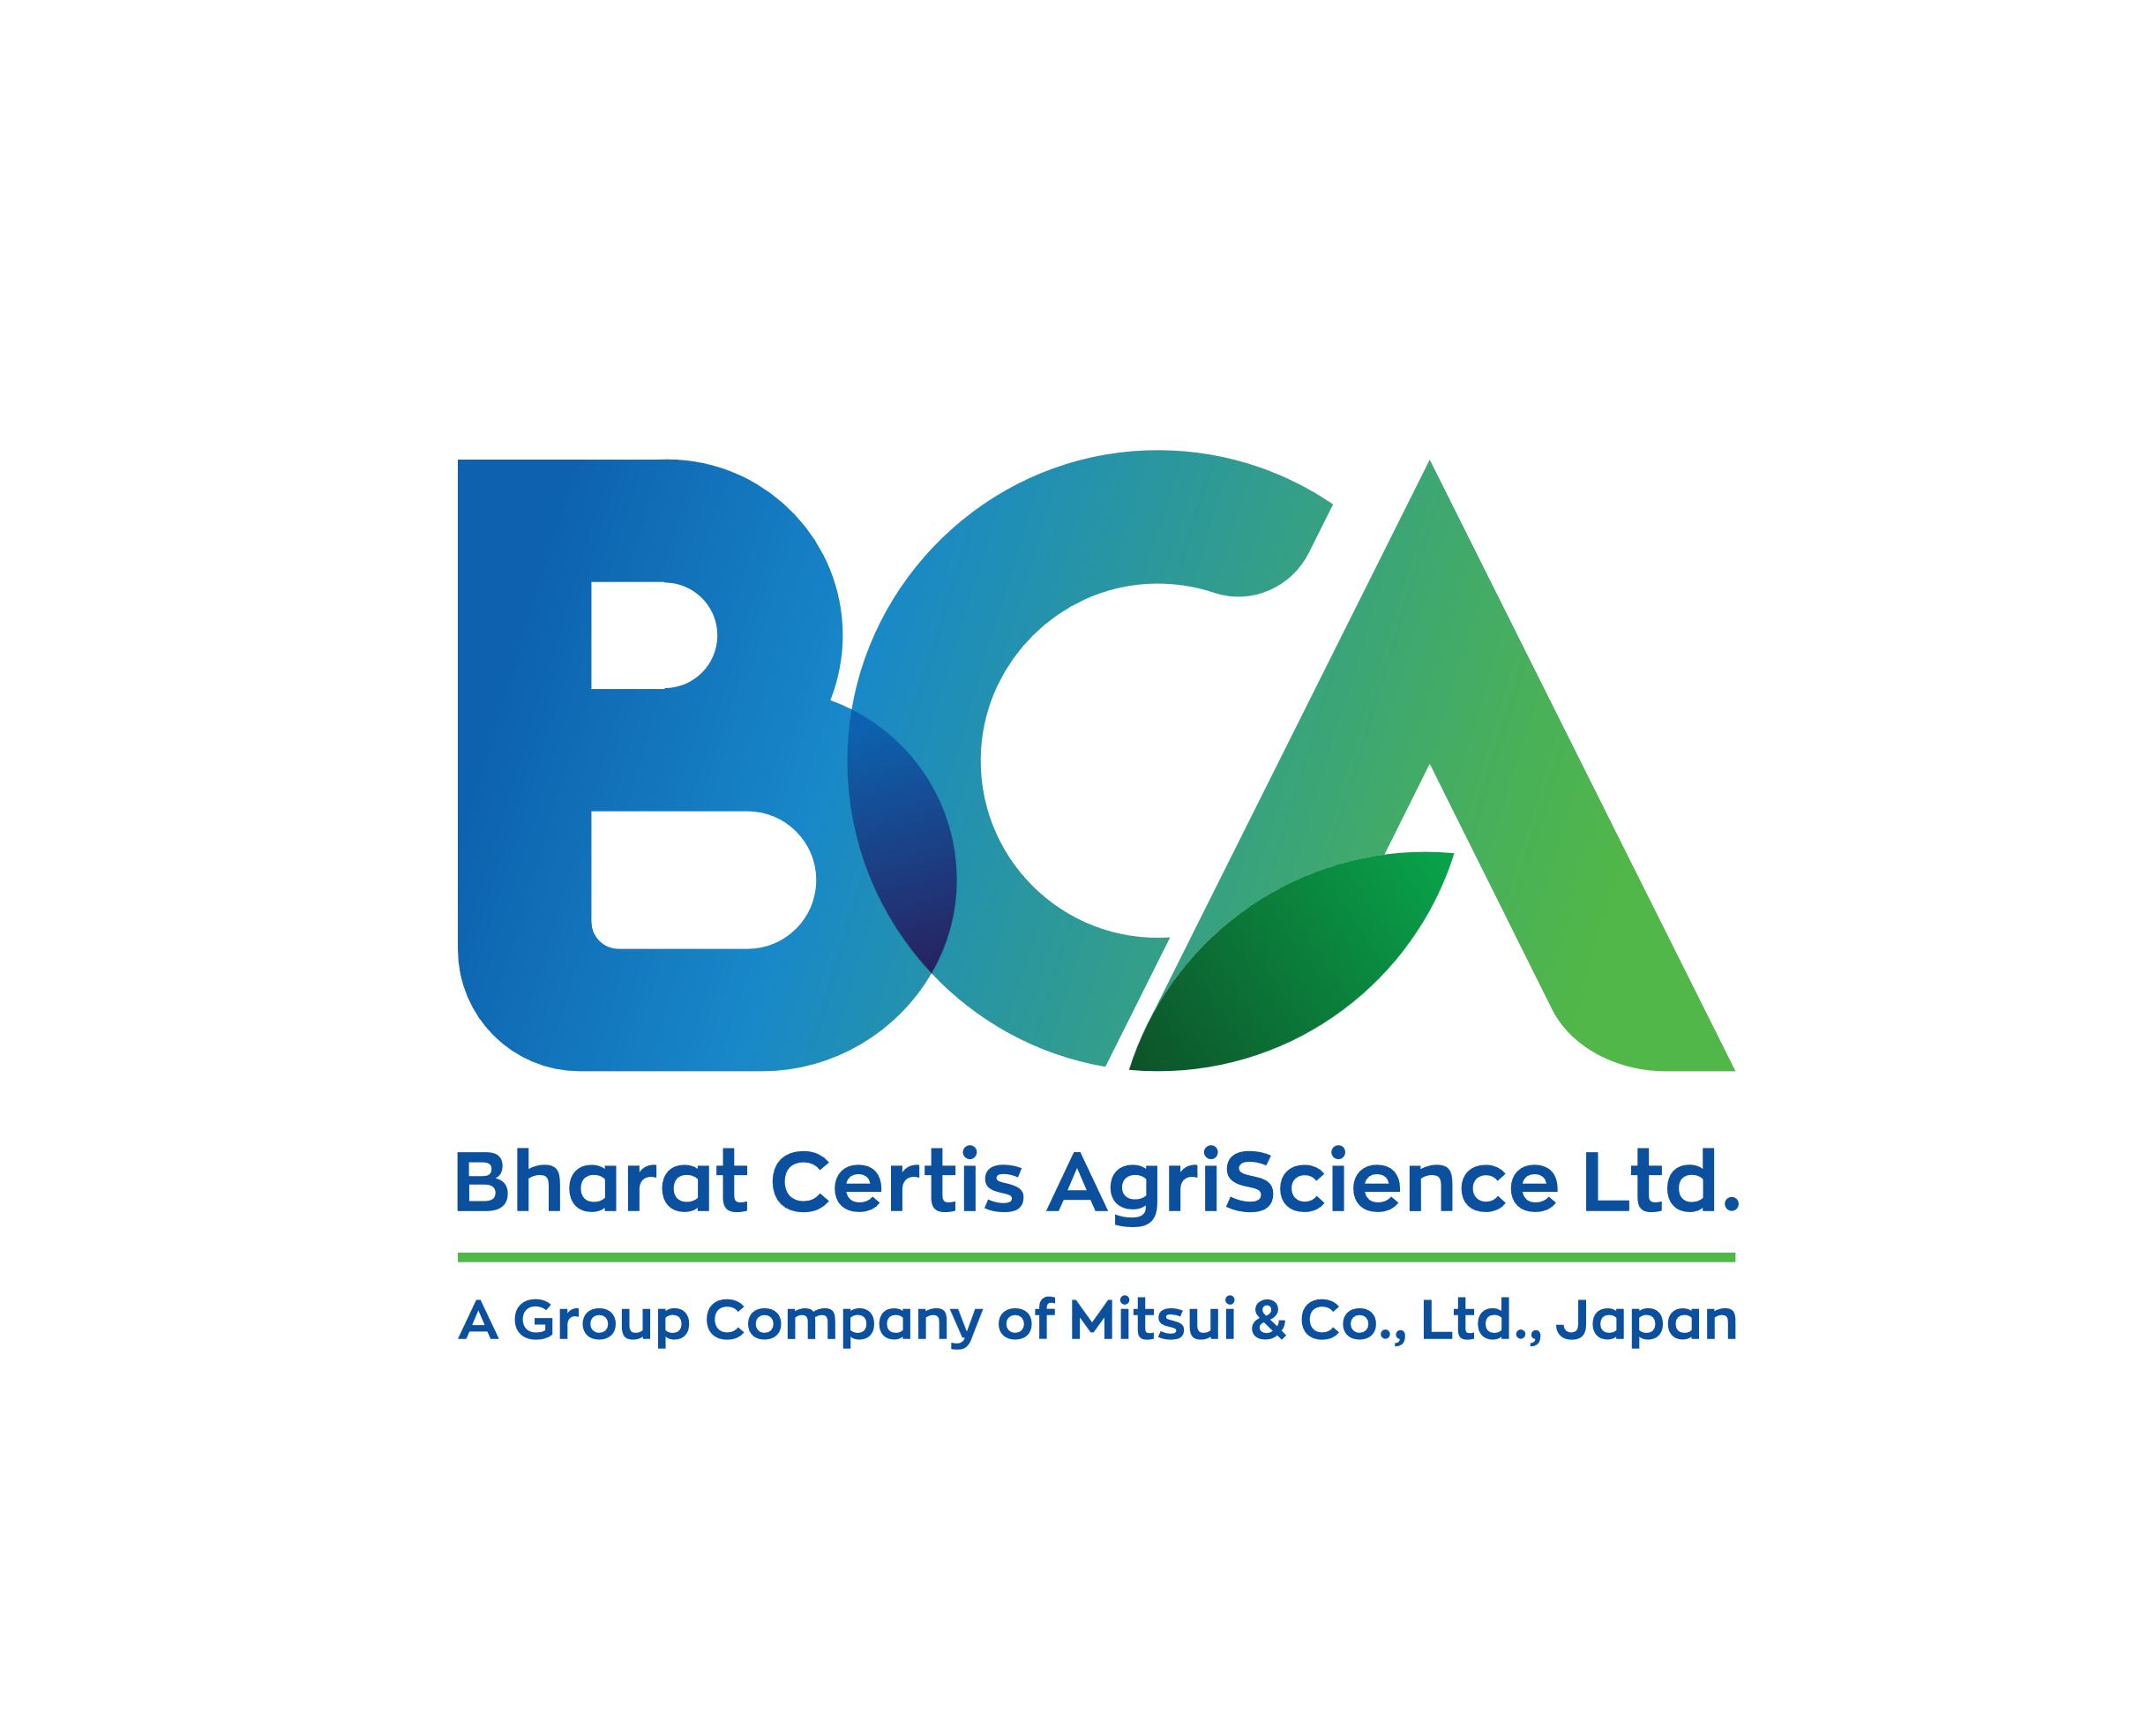 BCA
Bharat Certis AgriScience Ltd.
A Group Company of Mitsui & Co., Ltd., Japan